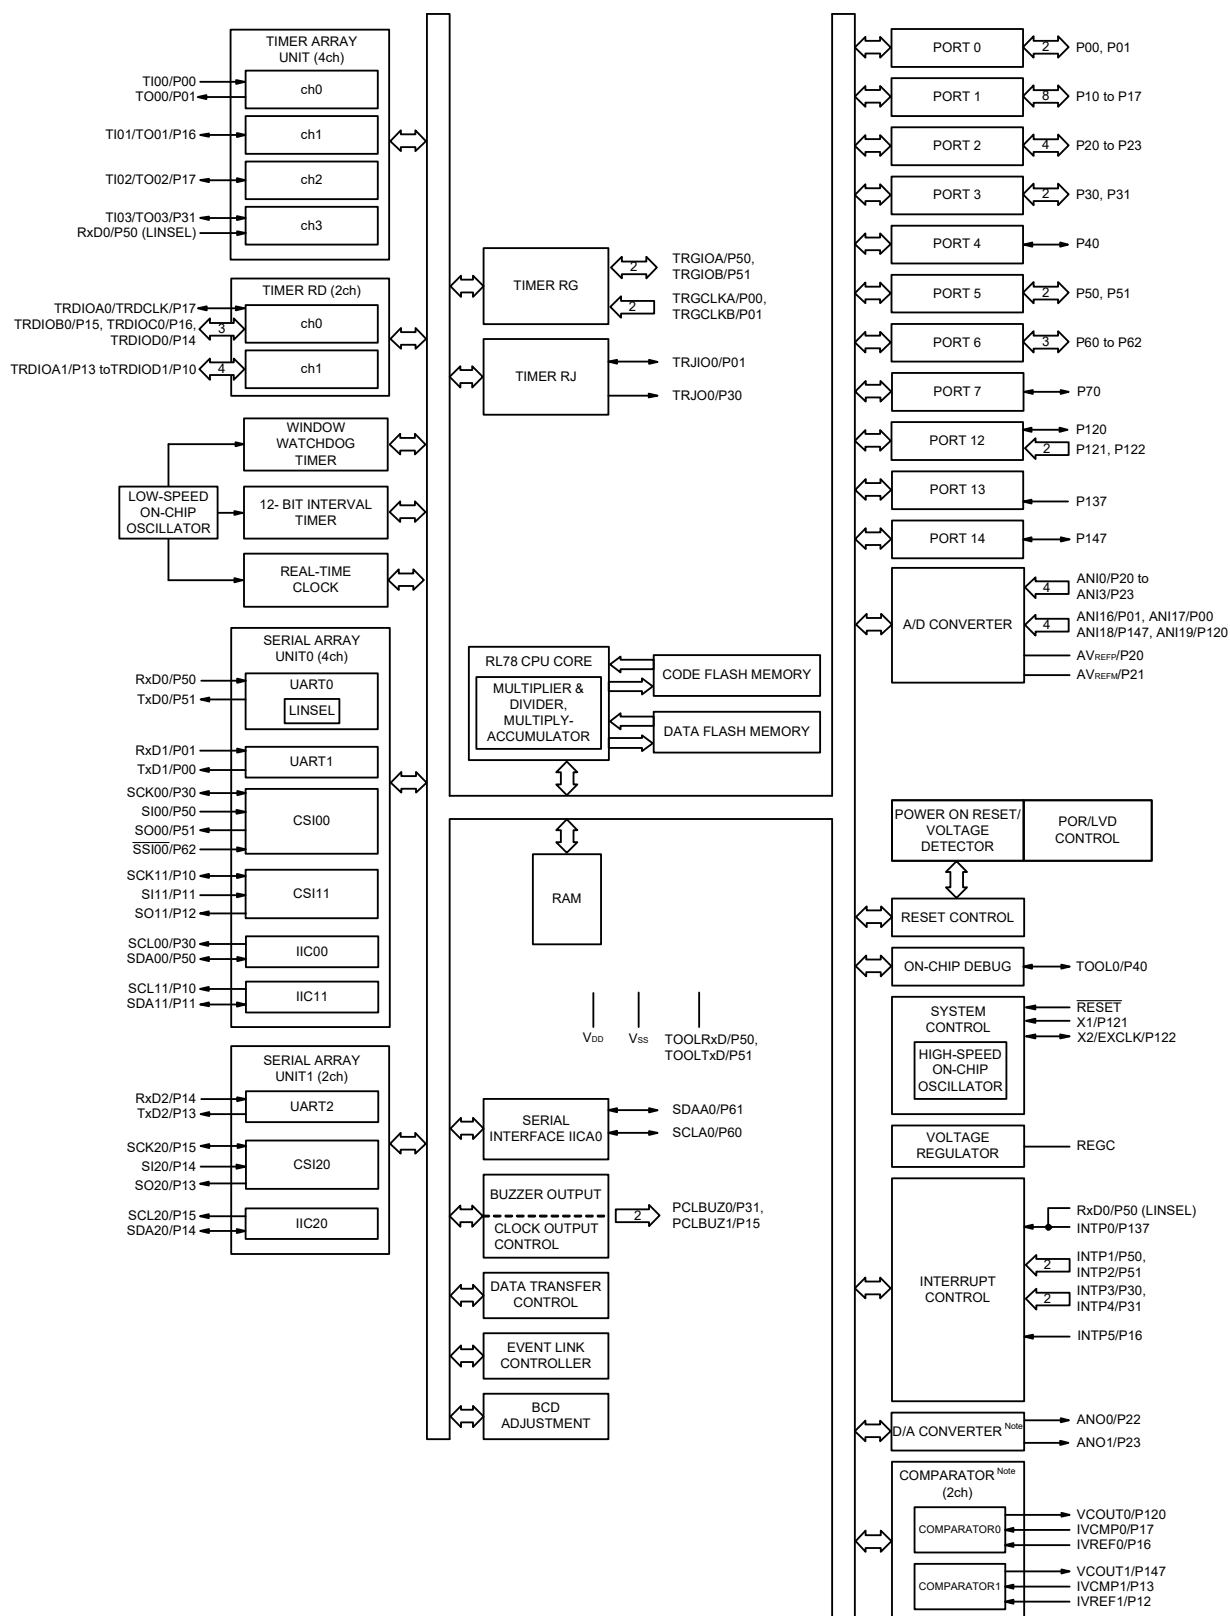 TIMER ARRAY
UNIT (4ch)
TI00/P00
TO00/P01
ch0
TI01/TO01/P16
ch1
TI02/TO02/P17
ch2
TI03/TO03/P31
RxD0/P50 (LINSEL)
ch3
TIMER RD (2ch)
TRDIOA0/TRDCLK/P17
TRDIOB0/P15, TRDIOC0/P16,
TRDIOD0/P14
3
ch0
TRDIOA1/P13 toTRDIOD1/P10
4
ch1
WINDOW
WATCHDOG
TIMER
LOW-SPEED
ON-CHIP
OSCILLATOR
12- BIT INTERVAL
TIMER
REAL-TIME
CLOCK
SERIAL ARRAY
UNIT0 (4ch)
RxD0/P50
TxD0/P51
UART0
LINSEL
RxD1/P01
TxD1/P00
UART1
SCK00/P30
SI00/P50
SO00/P51
SSI00/P62
CSI00
SCK11/P10
SI11/P11
SO11/P12
CSI11
SCL00/P30
SDA00/P50
IIC00
SCL11/P10
SDA11/P11
IIC11
SERIAL ARRAY
UNIT1 (2ch)
RxD2/P14
TxD2/P13
UART2
SCK20/P15
SI20/P14
SO20/P13
CSI20
SCL20/P15
SDA20/P14
IIC20
TIMER RG
2
TRGIOA/P50,
TRGIOB/P51
2
TRGCLKA/P00,
TRGCLKB/P01
TIMER RJ
TRJIO0/P01
TRJO0/P30
RL78 CPU CORE
MULTIPLIER &
DIVIDER,
MULTIPLY-
ACCUMULATOR
CODE FLASH MEMORY
DATA FLASH MEMORY
RAM
VDD
VSS
TOOLRxD/P50,
TOOLTxD/P51
SERIAL
INTERFACE IICA0
SDAA0/P61
SCLA0/P60
BUZZER OUTPUT
CLOCK OUTPUT
CONTROL
2
PCLBUZ0/P31,
PCLBUZ1/P15
DATA TRANSFER
CONTROL
EVENT LINK
CONTROLLER
BCD
ADJUSTMENT
PORT 0
2
P00, P01
PORT 1
8
P10 to P17
PORT 2
4
P20 to P23
PORT 3
2
P30, P31
PORT 4
P40
PORT 5
2
P50, P51
PORT 6
3
P60 to P62
PORT 7
P70
PORT 12
P120
2
P121, P122
PORT 13
P137
PORT 14
P147
A/D CONVERTER
4
ANI0/P20 to
ANI3/P23
4
ANI16/P01, ANI17/P00
ANI18/P147, ANI19/P120
AVREFP/P20
AVREFM/P21
POWER ON RESET/
VOLTAGE
DETECTOR
POR/LVD
CONTROL
RESET CONTROL
ON-CHIP DEBUG
TOOL0/P40
SYSTEM
CONTROL
HIGH-SPEED
ON-CHIP
OSCILLATOR
RESET
X1/P121
X2/EXCLK/P122
VOLTAGE
REGULATOR
REGC
INTERRUPT
CONTROL
RxD0/P50 (LINSEL)
INTP0/P137
2
INTP1/P50,
INTP2/P51
2
INTP3/P30,
INTP4/P31
INTP5/P16
D/A CONVERTER Note
ANO0/P22
ANO1/P23
COMPARATOR Note
(2ch)
COMPARATOR0
VCOUT0/P120
IVCMP0/P17
IVREF0/P16
COMPARATOR1
VCOUT1/P147
IVCMP1/P13
IVREF1/P12